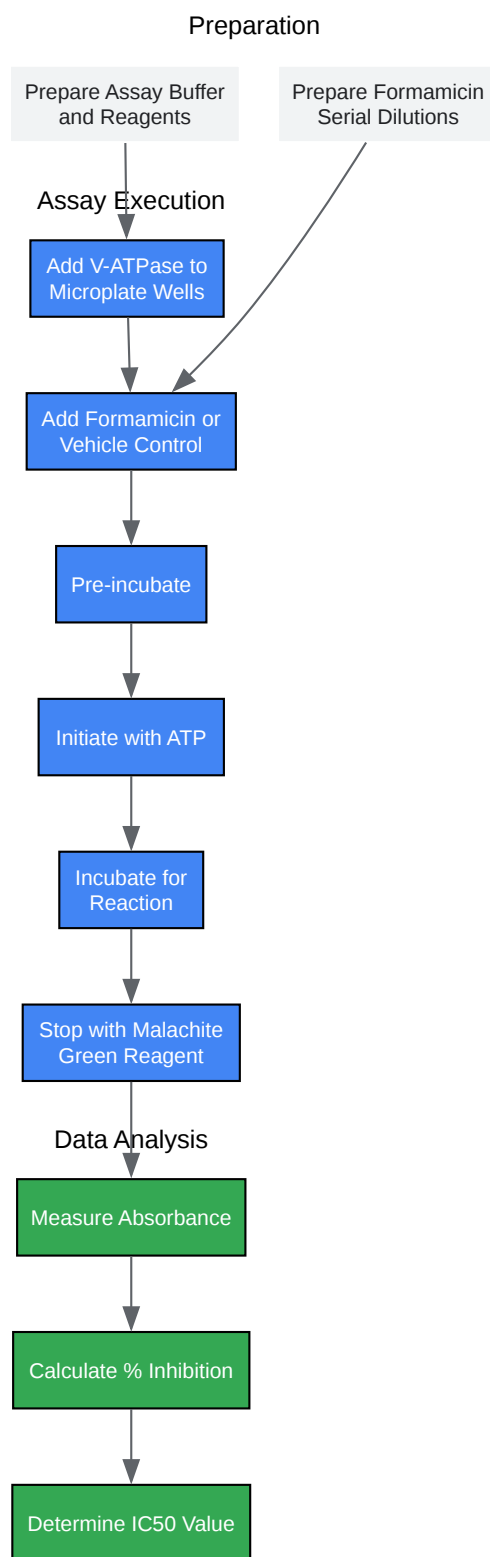 Preparation
Prepare Assay Buffer
and Reagents
Prepare Formamicin
Serial Dilutions
Assay Execution
Add V-ATPase to
Microplate Wells
Add Formamicin or
Vehicle Control
Pre-incubate
Initiate with ATP
Incubate for
Reaction
Stop with Malachite
Green Reagent
Data Analysis
Measure Absorbance
Calculate % Inhibition
Determine IC50 Value